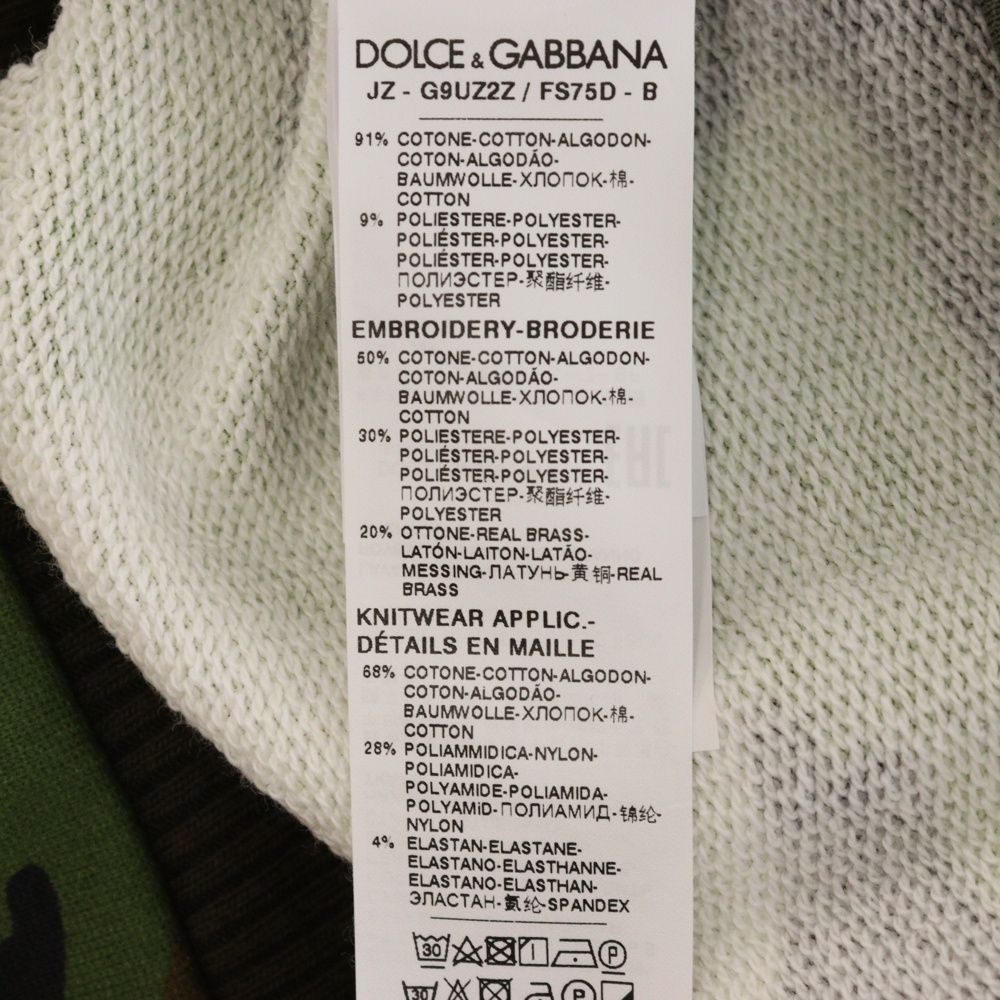 DOLCE & GABBANA
JZ - G9UZ2Z / FS75D - B
91% COTONE-COTTON-ALGODON-
COTON-ALGODÃO-
BAUMWOLLE-ХЛОПОК-棉-
COTTON
9% POLIESTERE-POLYESTER-
POLIÉSTER-POLYESTER-
POLIÉSTER-POLYESTER-
ПОЛИЭСТЕР-聚酯纤维-
POLYESTER
EMBROIDERY-BRODERIE
50% COTONE-COTTON-ALGODON-
COTON-ALGODÃO-
BAUMWOLLE-ХЛОПОК-棉-
COTTON
30% POLIESTERE-POLYESTER-
POLIÉSTER-POLYESTER-
POLIÉSTER-POLYESTER-
ПОЛИЭСТЕР-聚酯纤维-
POLYESTER
20% OTTONE-REAL BRASS-
LATÓN-LAITON-LATÃO-
MESSING-ЛАТУНЬ-黄铜-REAL
BRASS
KNITWEAR APPLIC.-
DÉTAILS EN MAILLE
68% COTONE-COTTON-ALGODON-
COTON-ALGODÃO-
BAUMWOLLE-ХЛОПОК-棉-
COTTON
28% POLIAMMIDICA-NYLON-
POLIAMIDICA-
POLYAMIDE-POLIAMIDA-
POLYAMID-ПОЛИАМИД-锦纶-
NYLON
4% ELASTAN-ELASTANE-
ELASTANO-ELASTHANNE-
ELASTANO-ELASTHAN-
ЭЛАСТАН-氨纶-SPANDEX
30 P
30 P